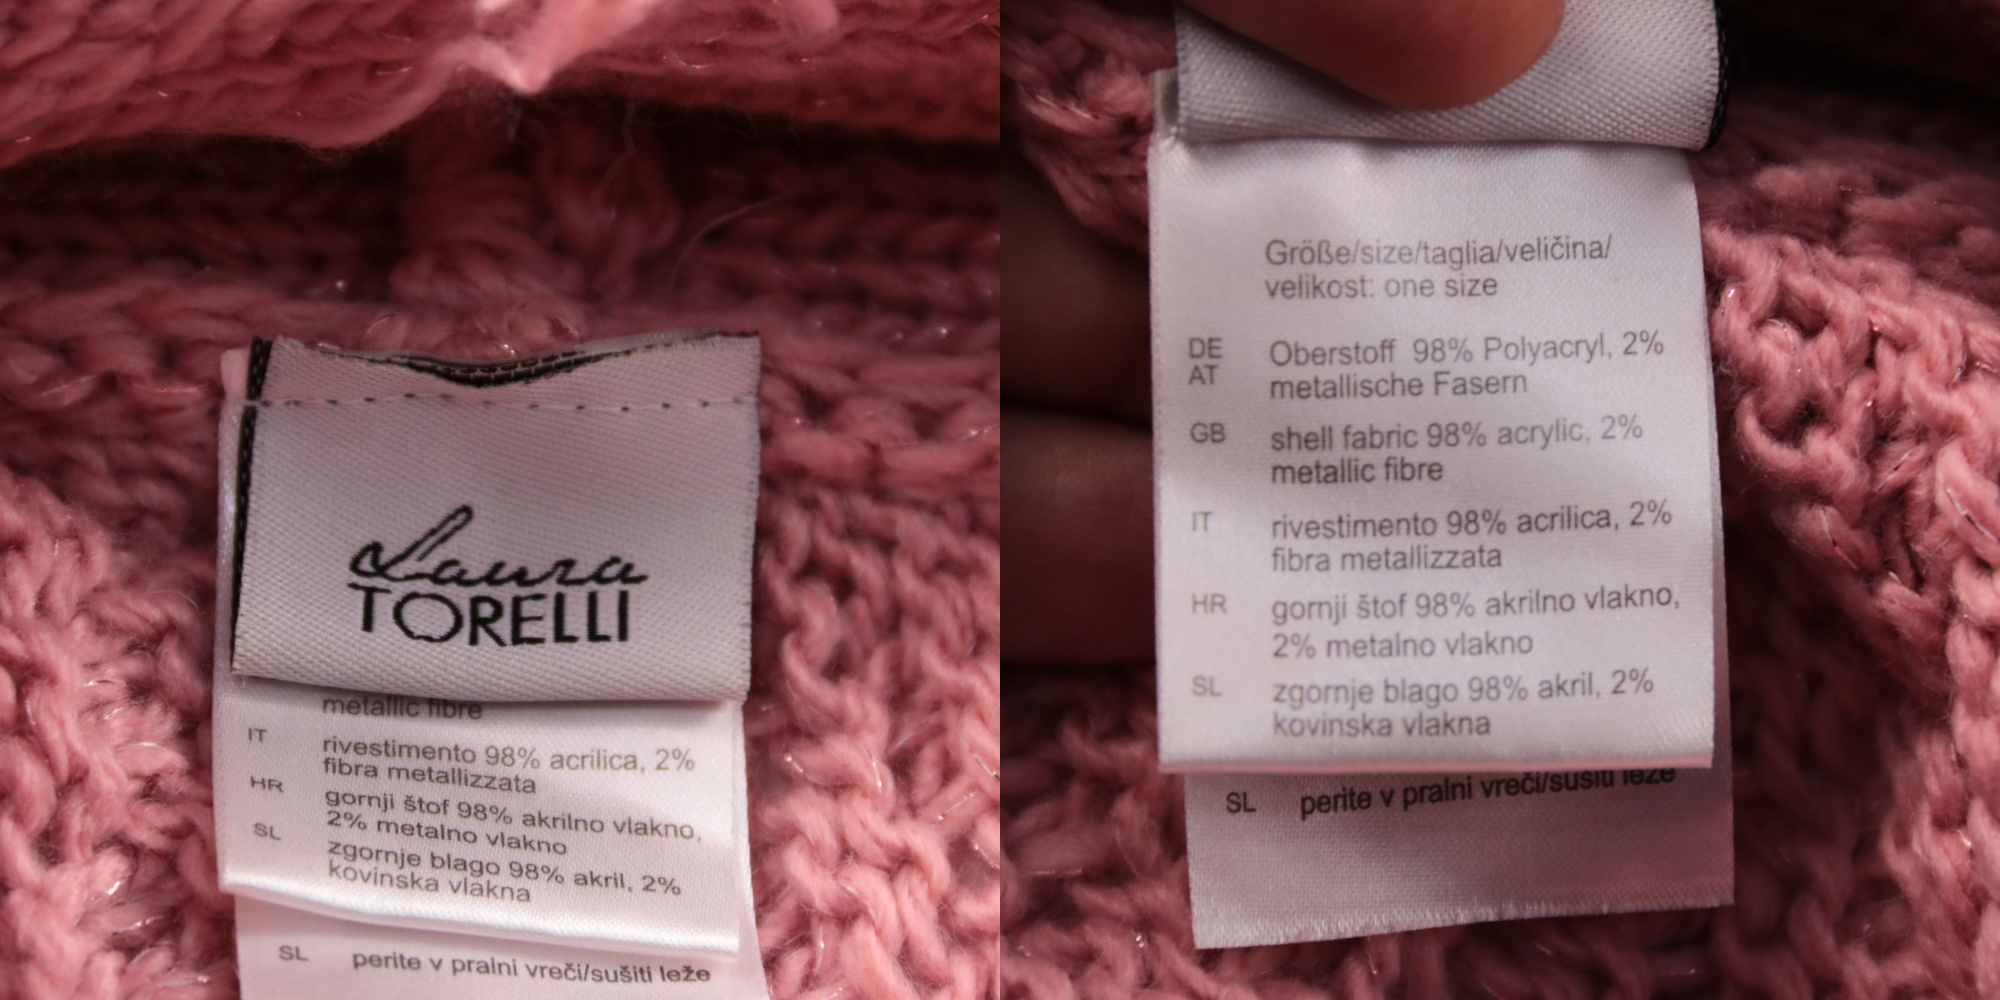 Laura
TORELLI
metallic fibre
IT rivestimento 98% acrilica, 2%
fibra metallizzata
HR gornji štof 98% akrilno vlakno,
2% metalno vlakno
SL zgornje blago 98% akril, 2%
kovinska vlakna
SL perite v pralni vreči/sušiti leže
Größe/size/taglia/veličina/
velikost: one size
DE Oberstoff 98% Polyacryl, 2%
AT metallische Fasern
GB shell fabric 98% acrylic, 2%
metallic fibre
IT rivestimento 98% acrilica, 2%
fibra metallizzata
HR gornji štof 98% akrilno vlakno,
2% metalno vlakno
SL zgornje blago 98% akril, 2%
kovinska vlakna
SL perite v pralni vreči/sušiti leže